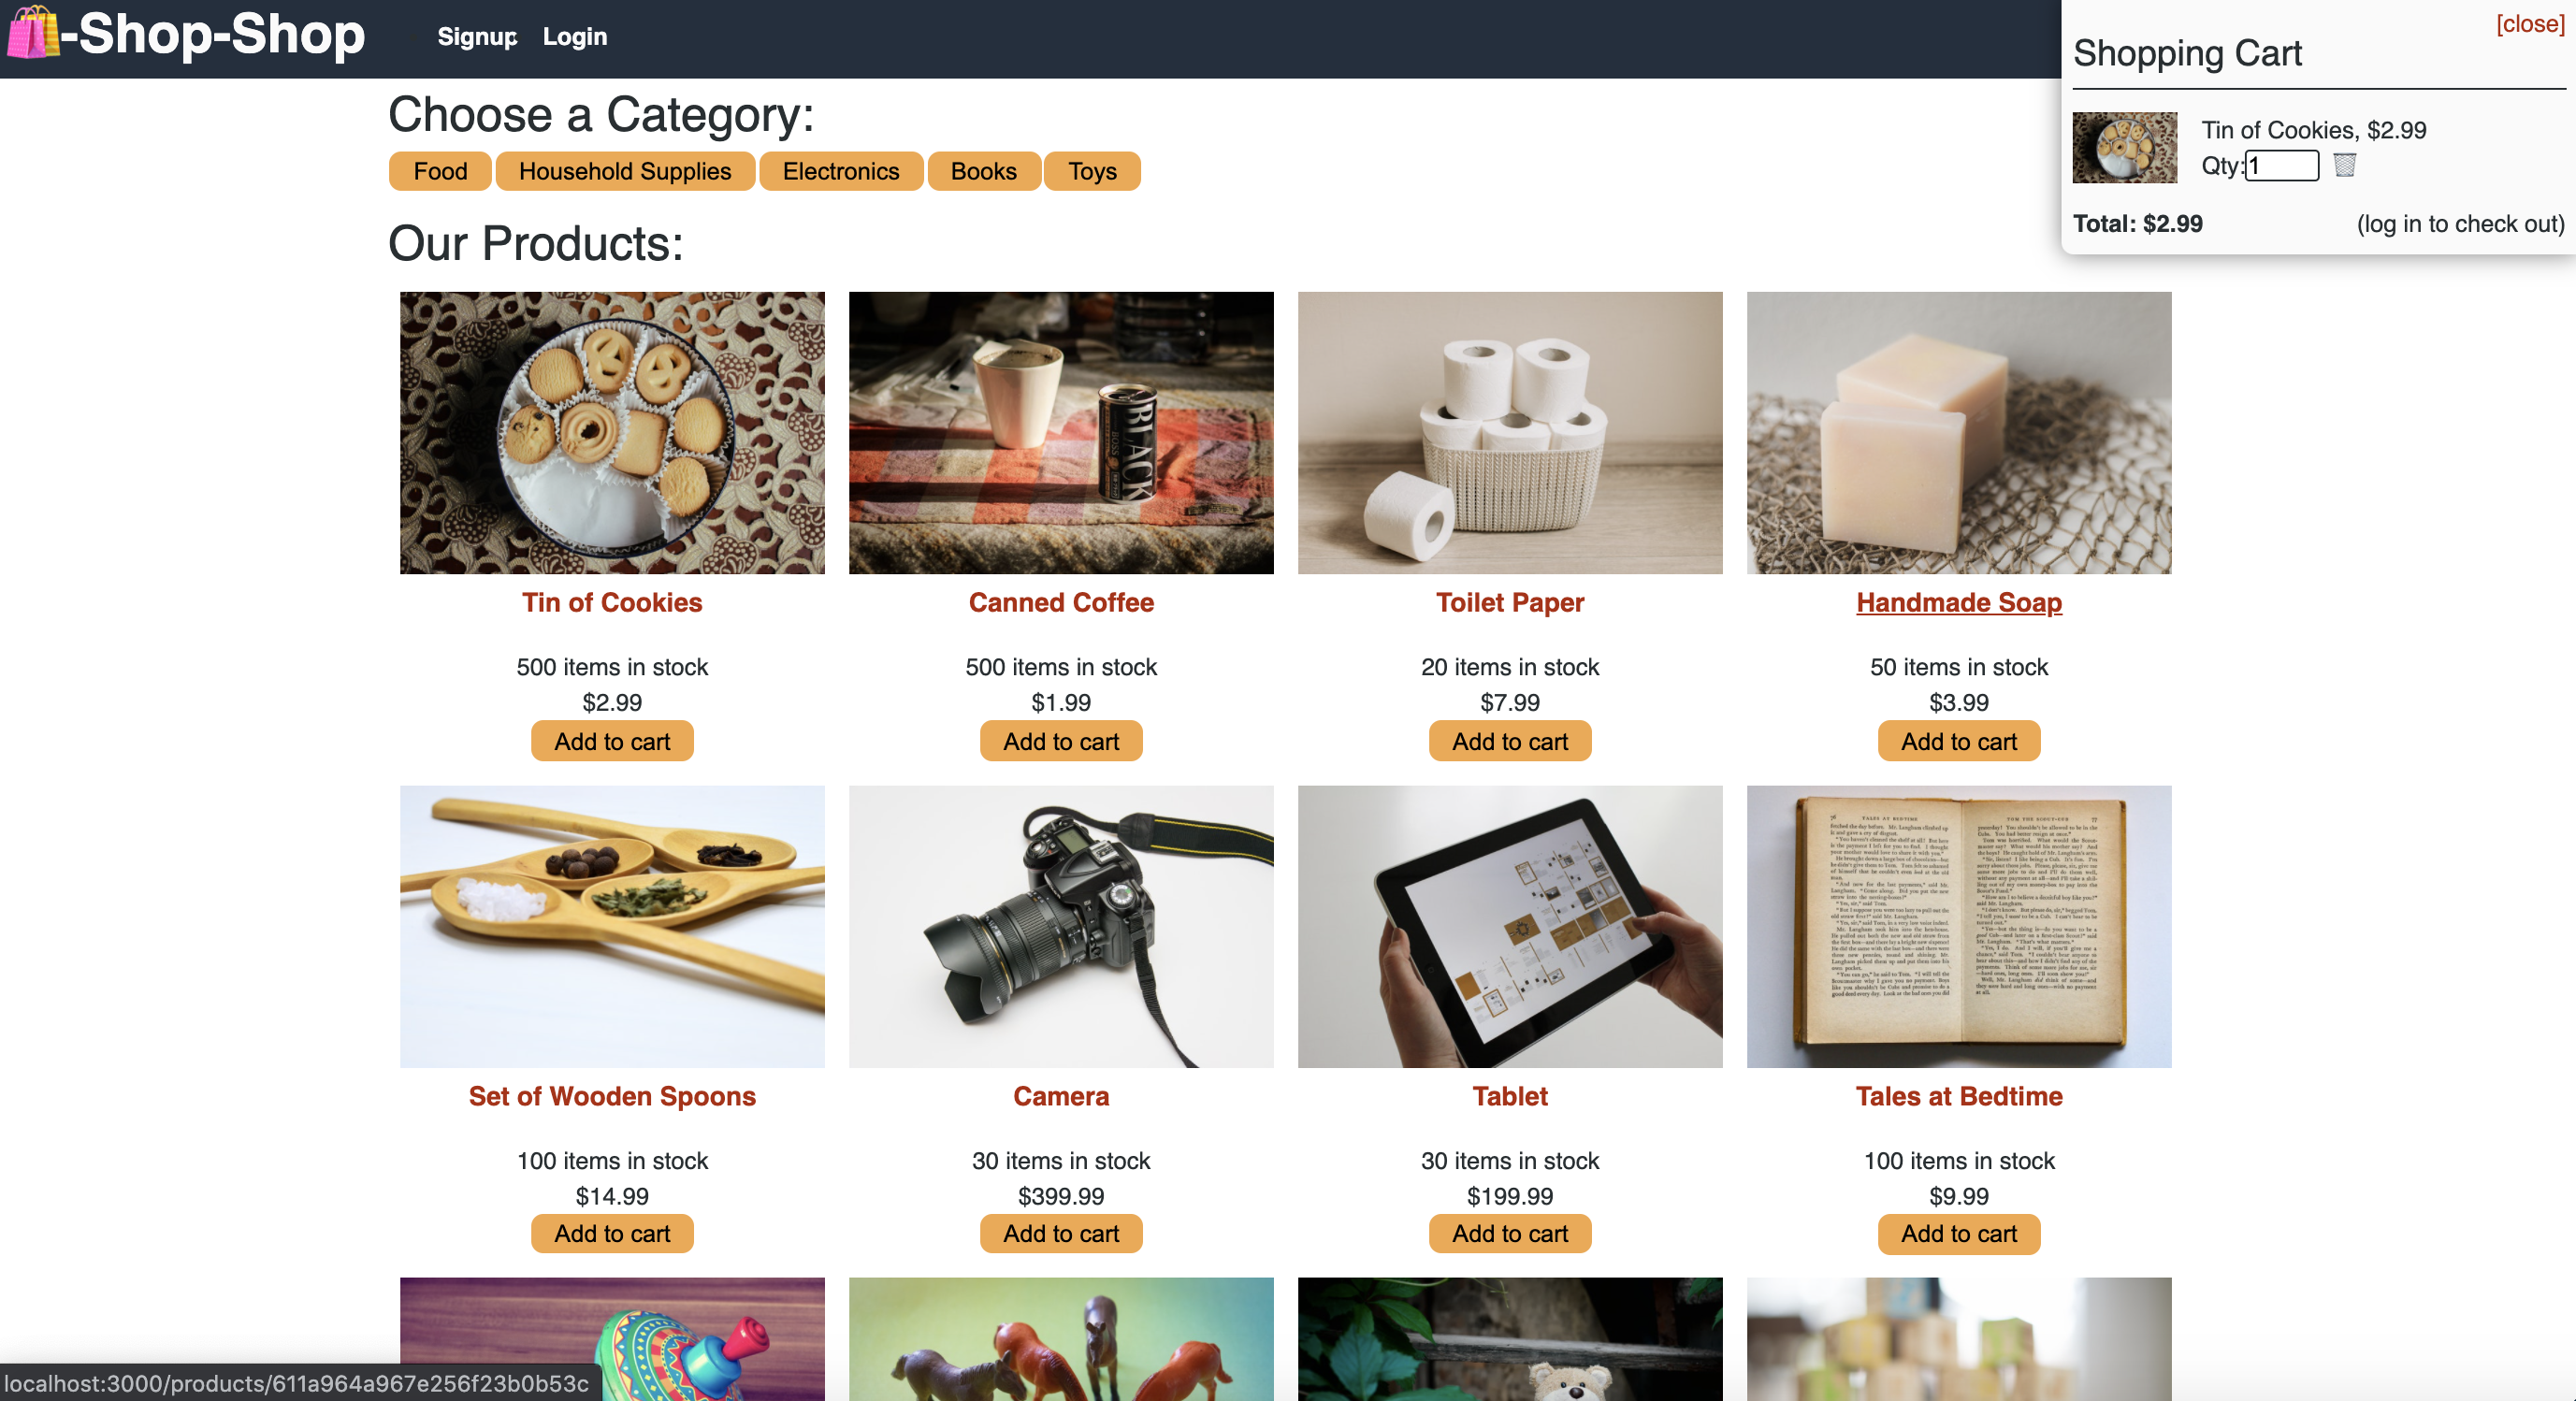 -Shop-Shop
Signup Login
[close]
Shopping Cart
Tin of Cookies, $2.99
Qty: 1
Total: $2.99 (log in to check out)
Choose a Category:
Food Household Supplies Electronics Books Toys
Our Products:
BLACK
BOSS
Tin of Cookies Canned Coffee Toilet Paper Handmade Soap
500 items in stock 500 items in stock 20 items in stock 50 items in stock
$2.99 $1.99 $7.99 $3.99
Add to cart Add to cart Add to cart Add to cart
TALES AT BEDTIME
77
Set of Wooden Spoons Camera Tablet Tales at Bedtime
100 items in stock 30 items in stock 30 items in stock 100 items in stock
$14.99 $399.99 $199.99 $9.99
Add to cart Add to cart Add to cart Add to cart
localhost:3000/products/611a964a967e256f23b0b53c